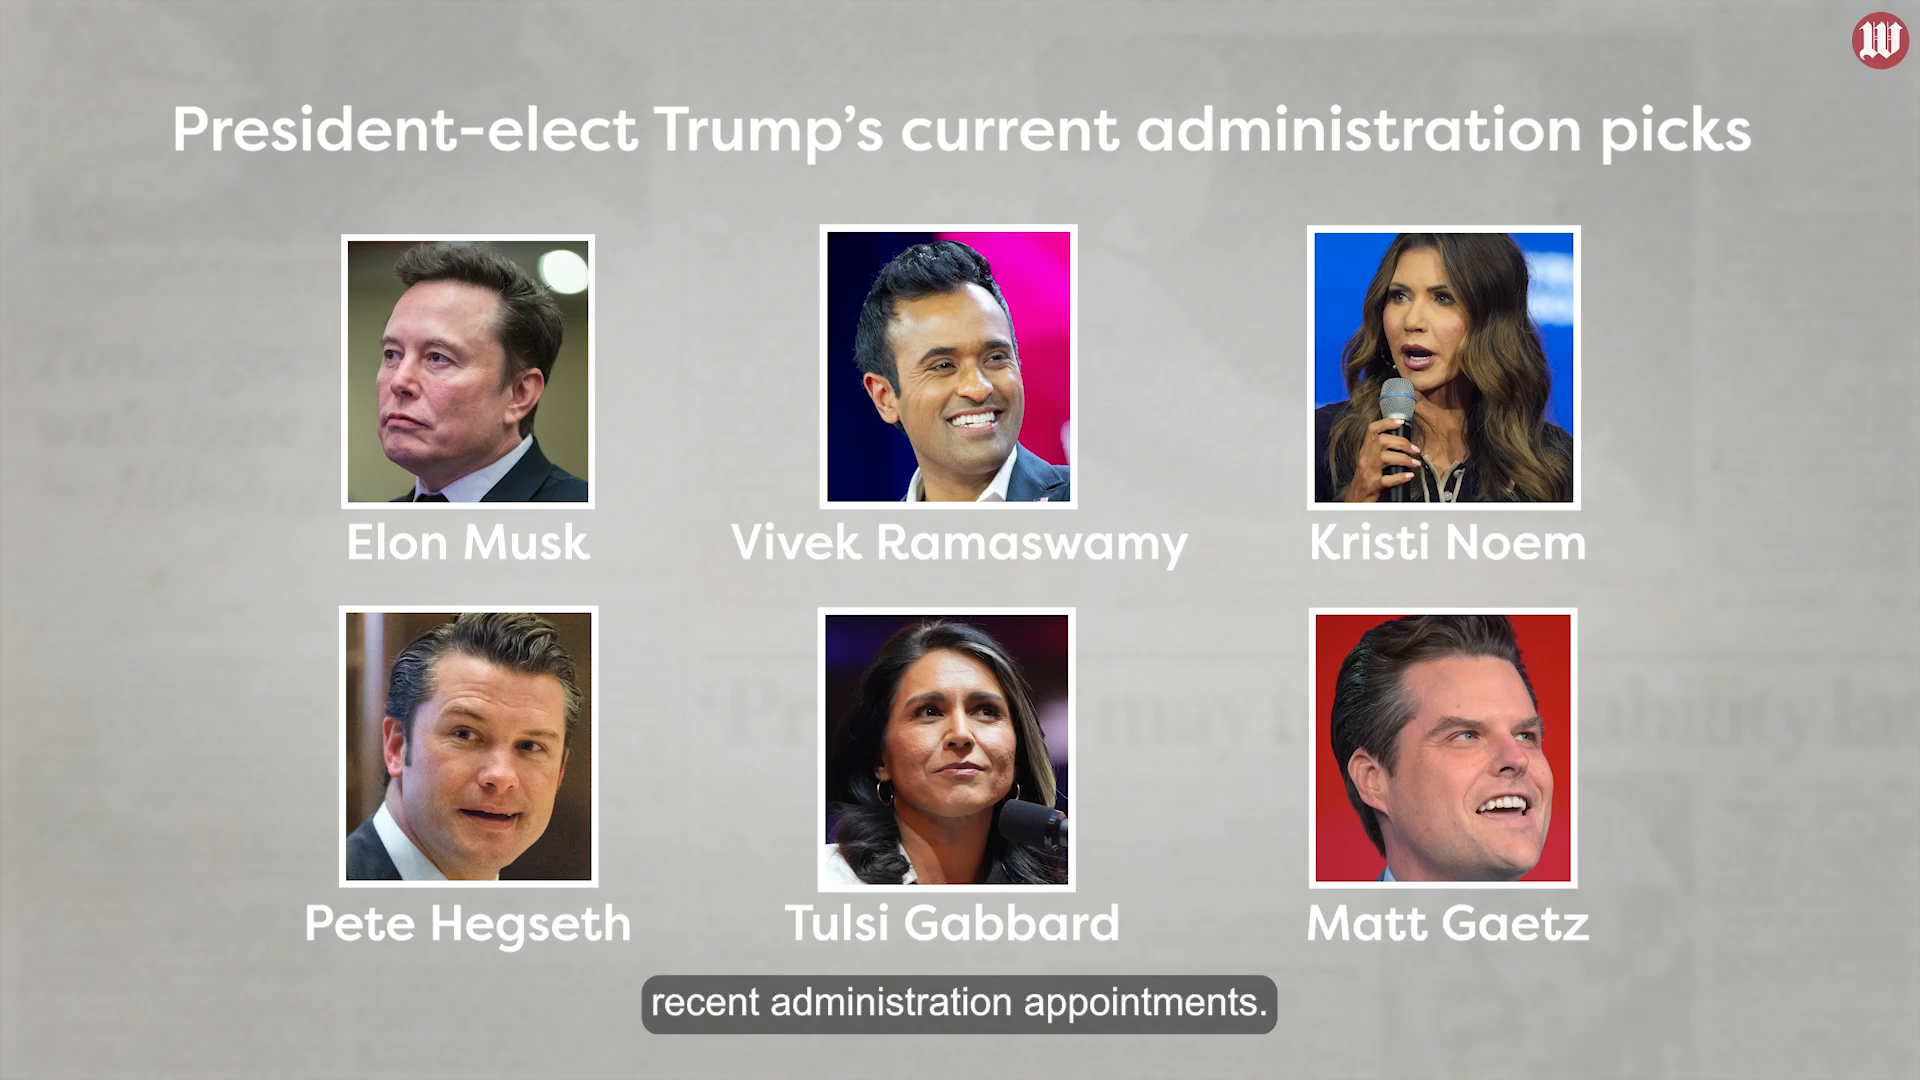 W
President-elect Trump’s current administration picks
Elon Musk
Vivek Ramaswamy
Kristi Noem
Pete Hegseth
Tulsi Gabbard
Matt Gaetz
recent administration appointments.